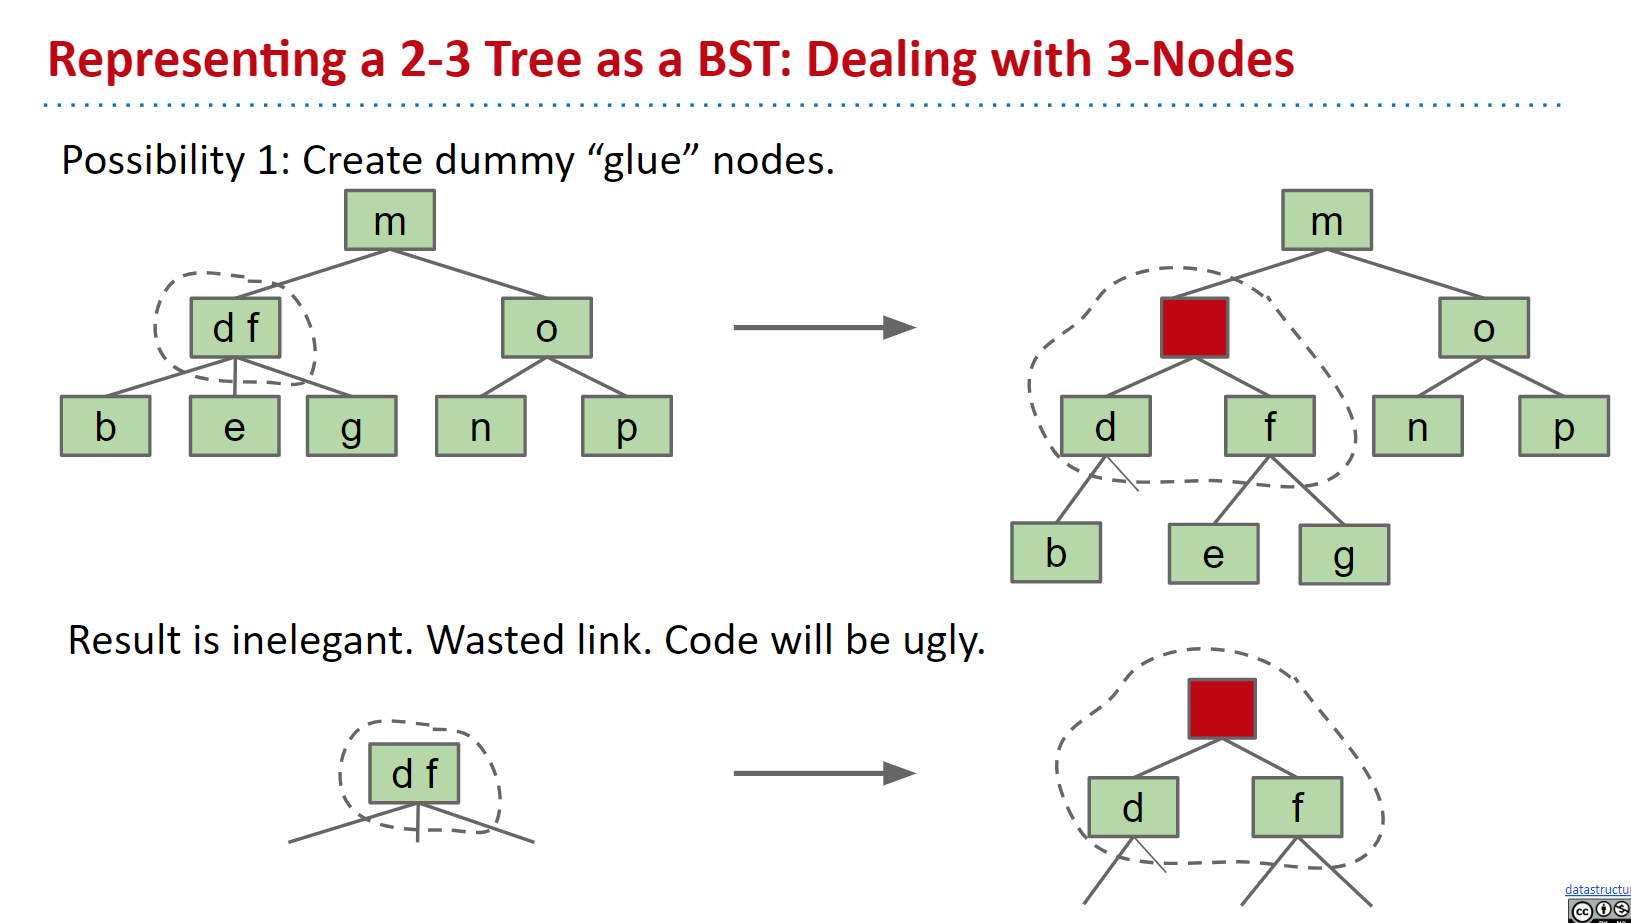 Representing a 2-3 Tree as a BST: Dealing with 3-Nodes
Possibility 1: Create dummy “glue” nodes.
m
d f
o
b e g n p
m
o
d f n p
b e g
Result is inelegant. Wasted link. Code will be ugly.
d f
d f
datastructu
cc